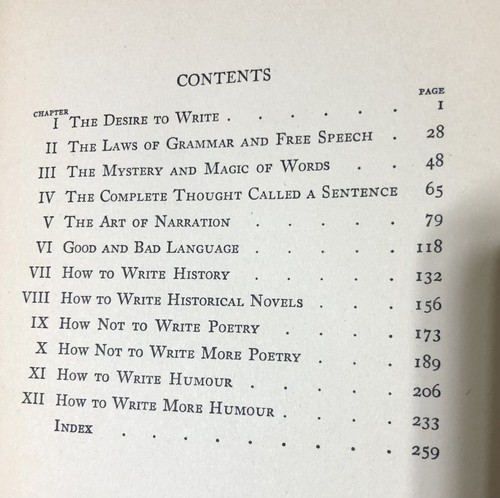 CONTENTS
CHAPTER PAGE
I THE DESIRE TO WRITE . . . . . . I
II THE LAWS OF GRAMMAR AND FREE SPEECH . 28
III THE MYSTERY AND MAGIC OF WORDS . . 48
IV THE COMPLETE THOUGHT CALLED A SENTENCE 65
V THE ART OF NARRATION . . . . 79
VI GOOD AND BAD LANGUAGE . . . . 118
VII HOW TO WRITE HISTORY . . . . 132
VIII HOW TO WRITE HISTORICAL NOVELS . . . 156
IX HOW NOT TO WRITE POETRY . . . . 173
X HOW NOT TO WRITE MORE POETRY . . . 189
XI HOW TO WRITE HUMOUR . . . . . 206
XII HOW TO WRITE MORE HUMOUR . . . . 233
INDEX . . . . . . . . 259